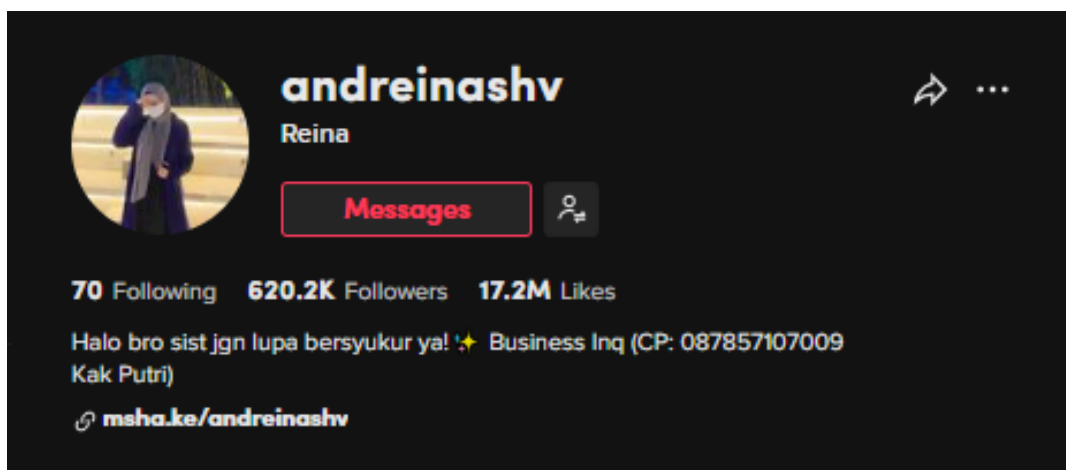 andreinashv
Reina
Messages
70 Following 620.2K Followers 17.2M Likes
Halo bro sist jgn lupa bersyukur ya!✨ Business Inq (CP: 087857107009
Kak Putri)
msha.ke/andreinashv